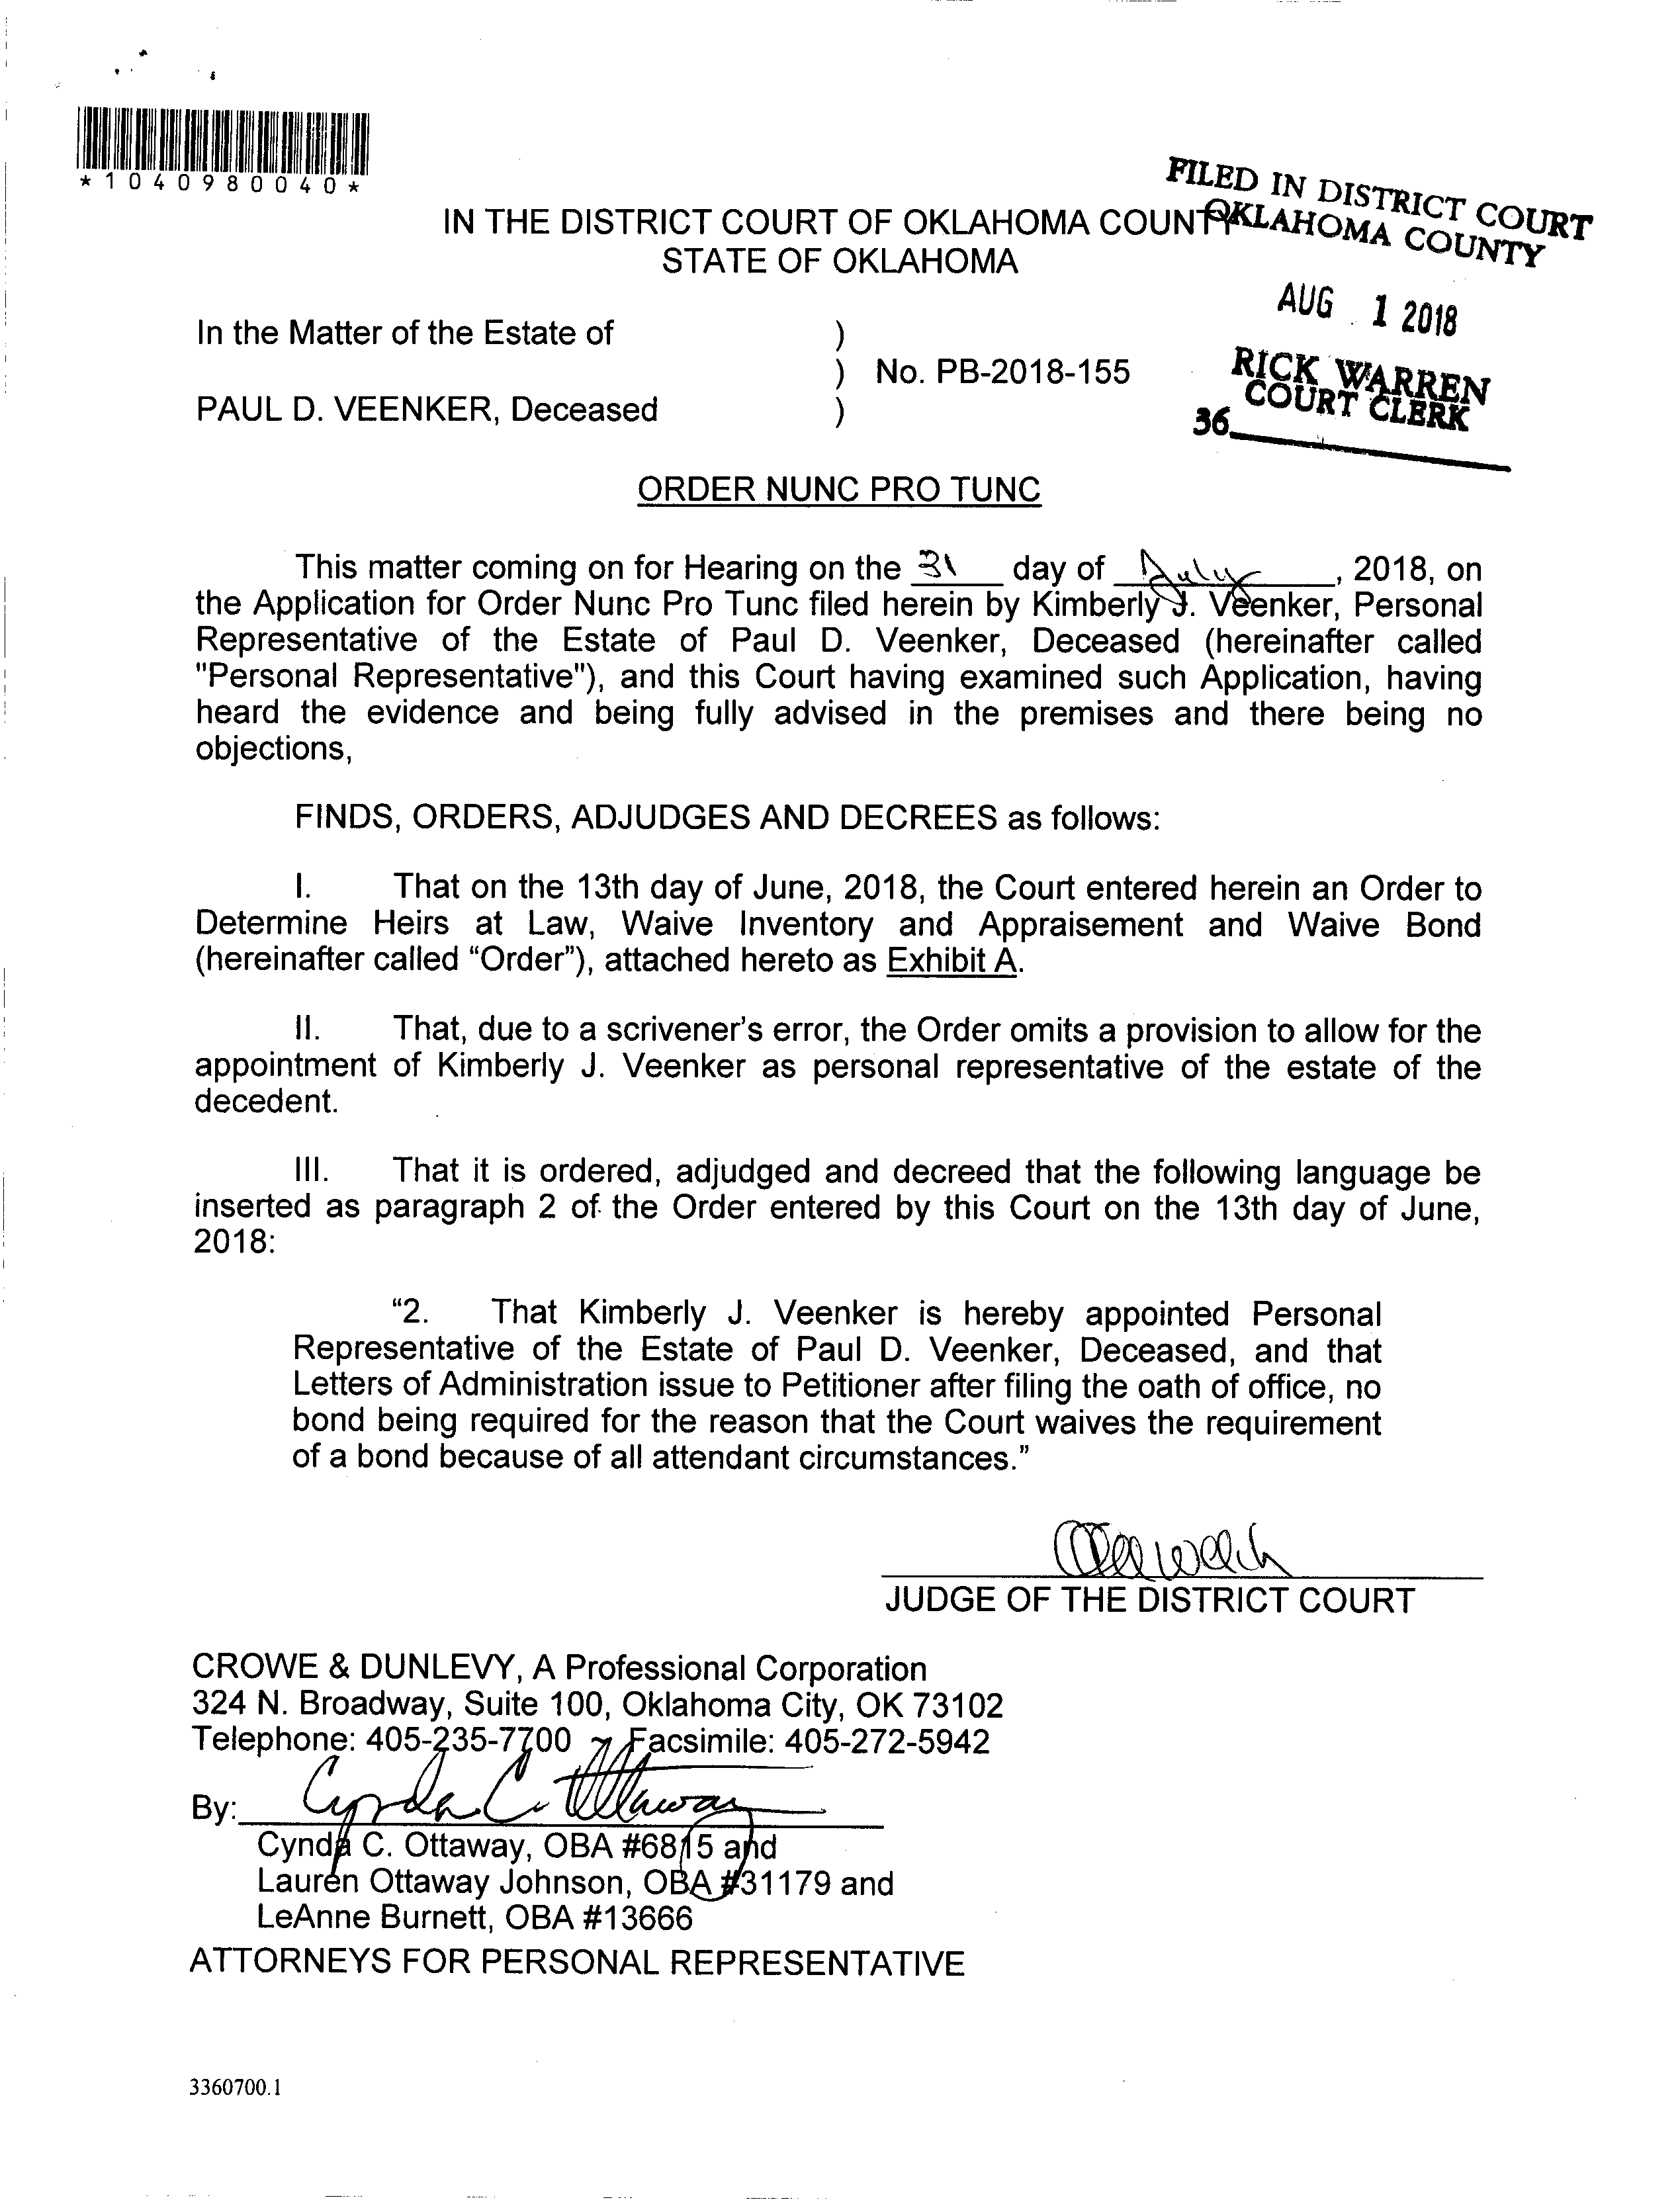 *1040980040*
FILED IN DISTRICT COURT
OKLAHOMA COUNTY
IN THE DISTRICT COURT OF OKLAHOMA COUNTY
STATE OF OKLAHOMA
AUG 1 2018
In the Matter of the Estate of )
) No. PB-2018-155
RICK WARREN
COURT CLERK
PAUL D. VEENKER, Deceased )
36
ORDER NUNC PRO TUNC
This matter coming on for Hearing on the 31 day of July, 2018, on
the Application for Order Nunc Pro Tunc filed herein by Kimberly J. Veenker, Personal
Representative of the Estate of Paul D. Veenker, Deceased (hereinafter called
"Personal Representative"), and this Court having examined such Application, having
heard the evidence and being fully advised in the premises and there being no
objections,
FINDS, ORDERS, ADJUDGES AND DECREES as follows:
I. That on the 13th day of June, 2018, the Court entered herein an Order to
Determine Heirs at Law, Waive Inventory and Appraisement and Waive Bond
(hereinafter called “Order”), attached hereto as Exhibit A.
II. That, due to a scrivener’s error, the Order omits a provision to allow for the
appointment of Kimberly J. Veenker as personal representative of the estate of the
decedent.
III. That it is ordered, adjudged and decreed that the following language be
inserted as paragraph 2 of the Order entered by this Court on the 13th day of June,
2018:
“2. That Kimberly J. Veenker is hereby appointed Personal
Representative of the Estate of Paul D. Veenker, Deceased, and that
Letters of Administration issue to Petitioner after filing the oath of office, no
bond being required for the reason that the Court waives the requirement
of a bond because of all attendant circumstances.”
JUDGE OF THE DISTRICT COURT
CROWE & DUNLEVY, A Professional Corporation
324 N. Broadway, Suite 100, Oklahoma City, OK 73102
Telephone: 405-235-7700 Facsimile: 405-272-5942
By: Cynda C. Ottaway
Cynda C. Ottaway, OBA #6815 and
Lauren Ottaway Johnson, OBA #31179 and
LeAnne Burnett, OBA #13666
ATTORNEYS FOR PERSONAL REPRESENTATIVE
3360700.1